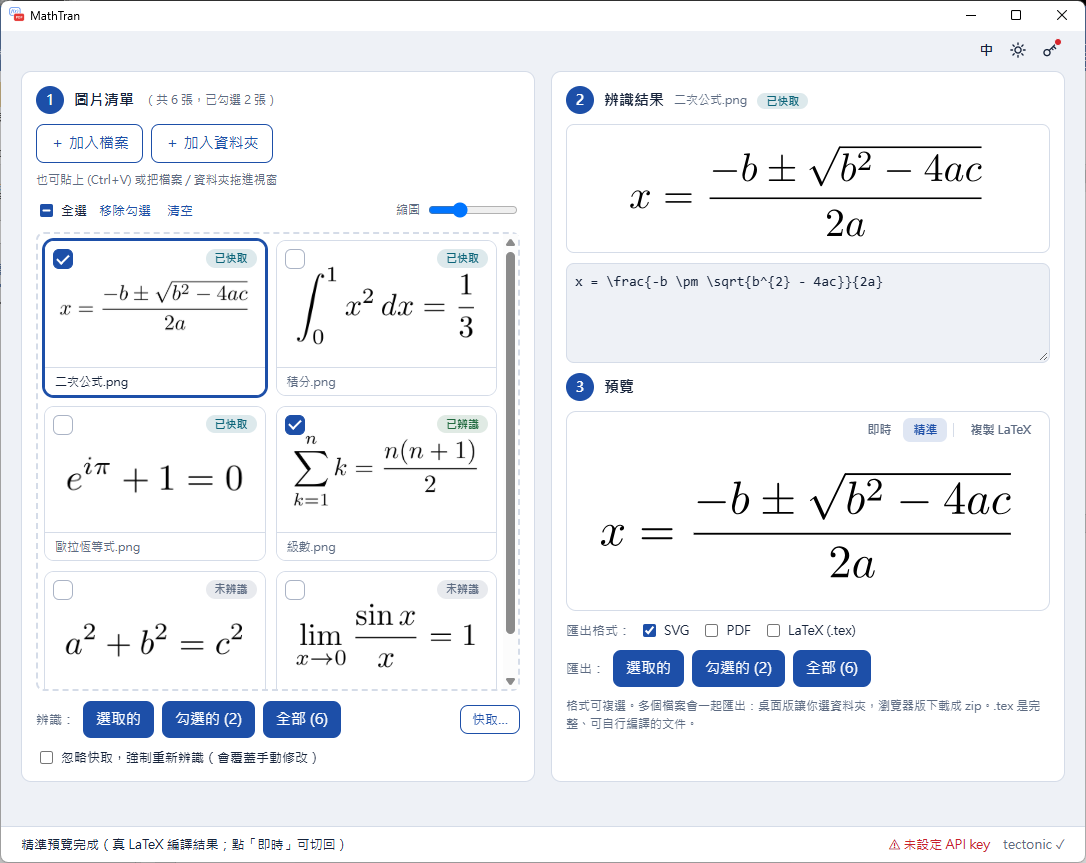 MathTran
中
1 圖片清單 （共 6 張，已勾選 2 張）
+ 加入檔案 + 加入資料夾
也可貼上 (Ctrl+V) 或把檔案 / 資料夾拖進視窗
全選 移除勾選 清空 縮圖
已快取
x = \frac{-b ± \sqrt{b^2 - 4ac}}{2a}
二次公式.png
已快取
∫_0^1 x^2 dx = \frac{1}{3}
積分.png
已快取
e^{iπ} + 1 = 0
歐拉恆等式.png
已辨識
∑_{k=1}^{n} k = \frac{n(n + 1)}{2}
級數.png
未辨識
a^2 + b^2 = c^2
未辨識
lim_{x→0} \frac{sin x}{x} = 1
辨識： 選取的 勾選的 (2) 全部 (6) 快取...
忽略快取，強制重新辨識（會覆蓋手動修改）
2 辨識結果 二次公式.png 已快取
x = \frac{-b ± \sqrt{b^2 - 4ac}}{2a}
x = \frac{-b \pm \sqrt{b^{2} - 4ac}}{2a}
3 預覽
即時 精準 複製 LaTeX
x = \frac{-b ± \sqrt{b^2 - 4ac}}{2a}
匯出格式： SVG PDF LaTeX (.tex)
匯出： 選取的 勾選的 (2) 全部 (6)
格式可複選。多個檔案會一起匯出：桌面版讓你選資料夾，瀏覽器版下載成 zip。.tex 是完
整、可自行編譯的文件。
精準預覽完成（真 LaTeX 編譯結果；點「即時」可切回）
⚠ 未設定 API key tectonic ✓